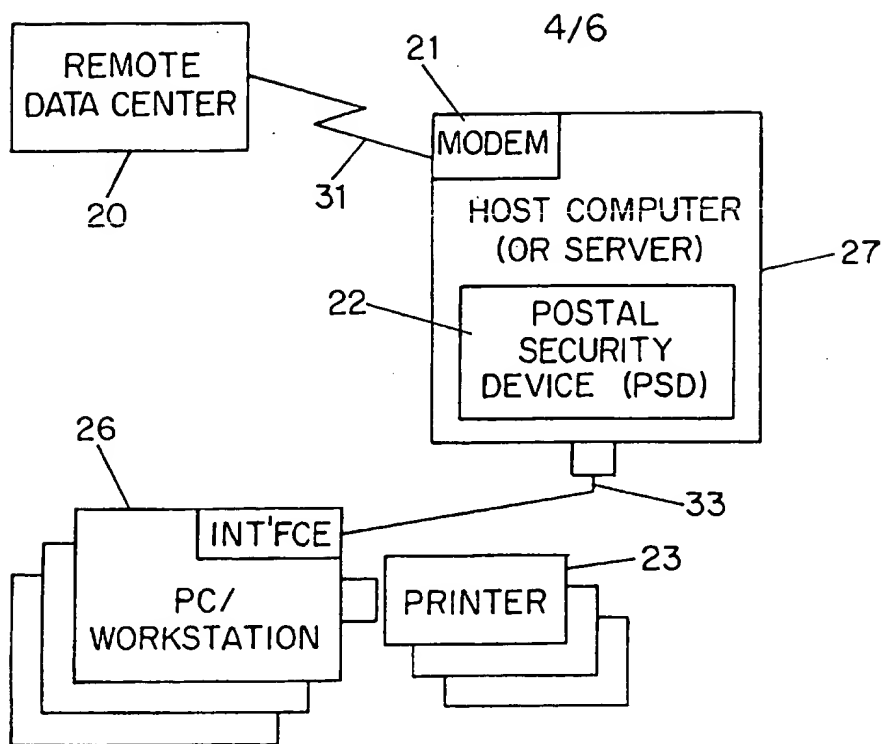 4/6
REMOTE
DATA CENTER
20
31
21
MODEM
HOST COMPUTER
(OR SERVER)
27
22
POSTAL
SECURITY
DEVICE (PSD)
33
26
INT'FCE
PC/
WORKSTATION
23
PRINTER